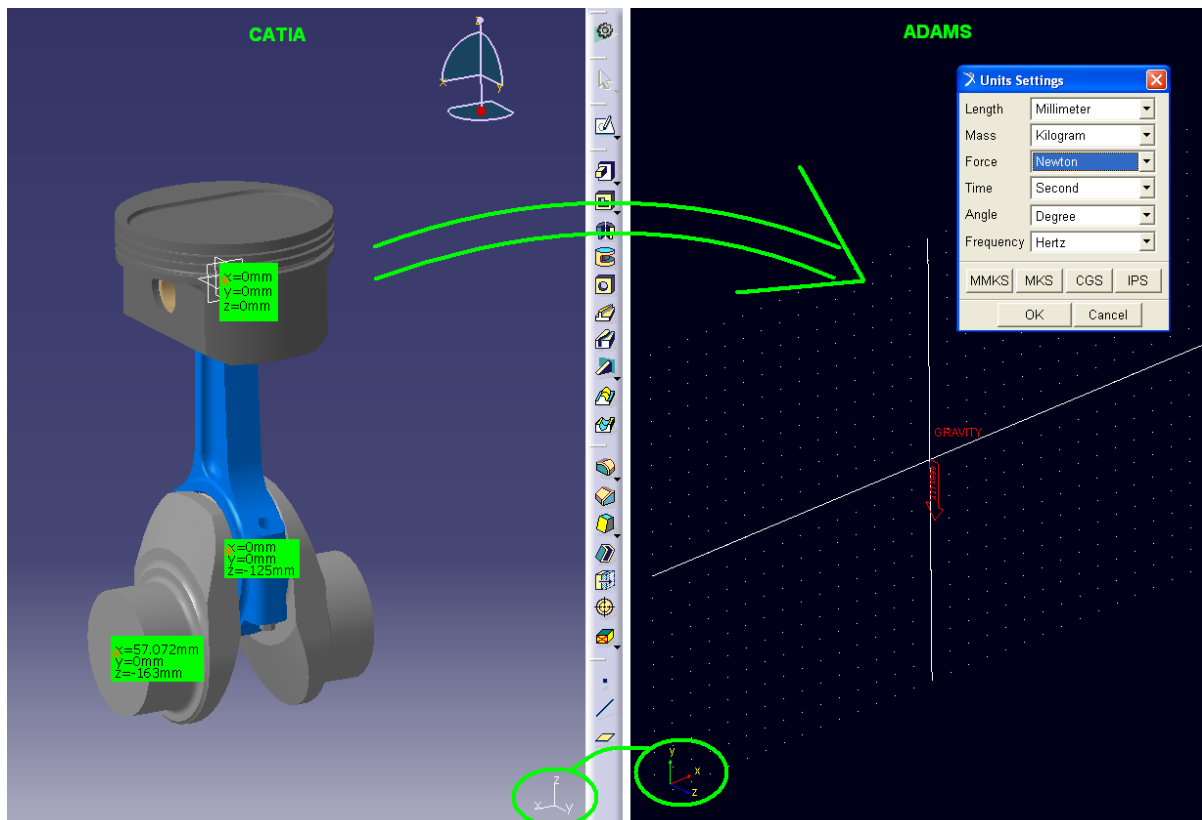 CATIA
z
x
y
x=0mm
y=0mm
z=0mm
x=0mm
y=0mm
z=-125mm
x=57.072mm
y=0mm
z=-163mm
z
x
y
ADAMS
Units Settings
Length Millimeter
Mass Kilogram
Force Newton
Time Second
Angle Degree
Frequency Hertz
MMKS MKS CGS IPS
OK Cancel
GRAVITY
y
x
z